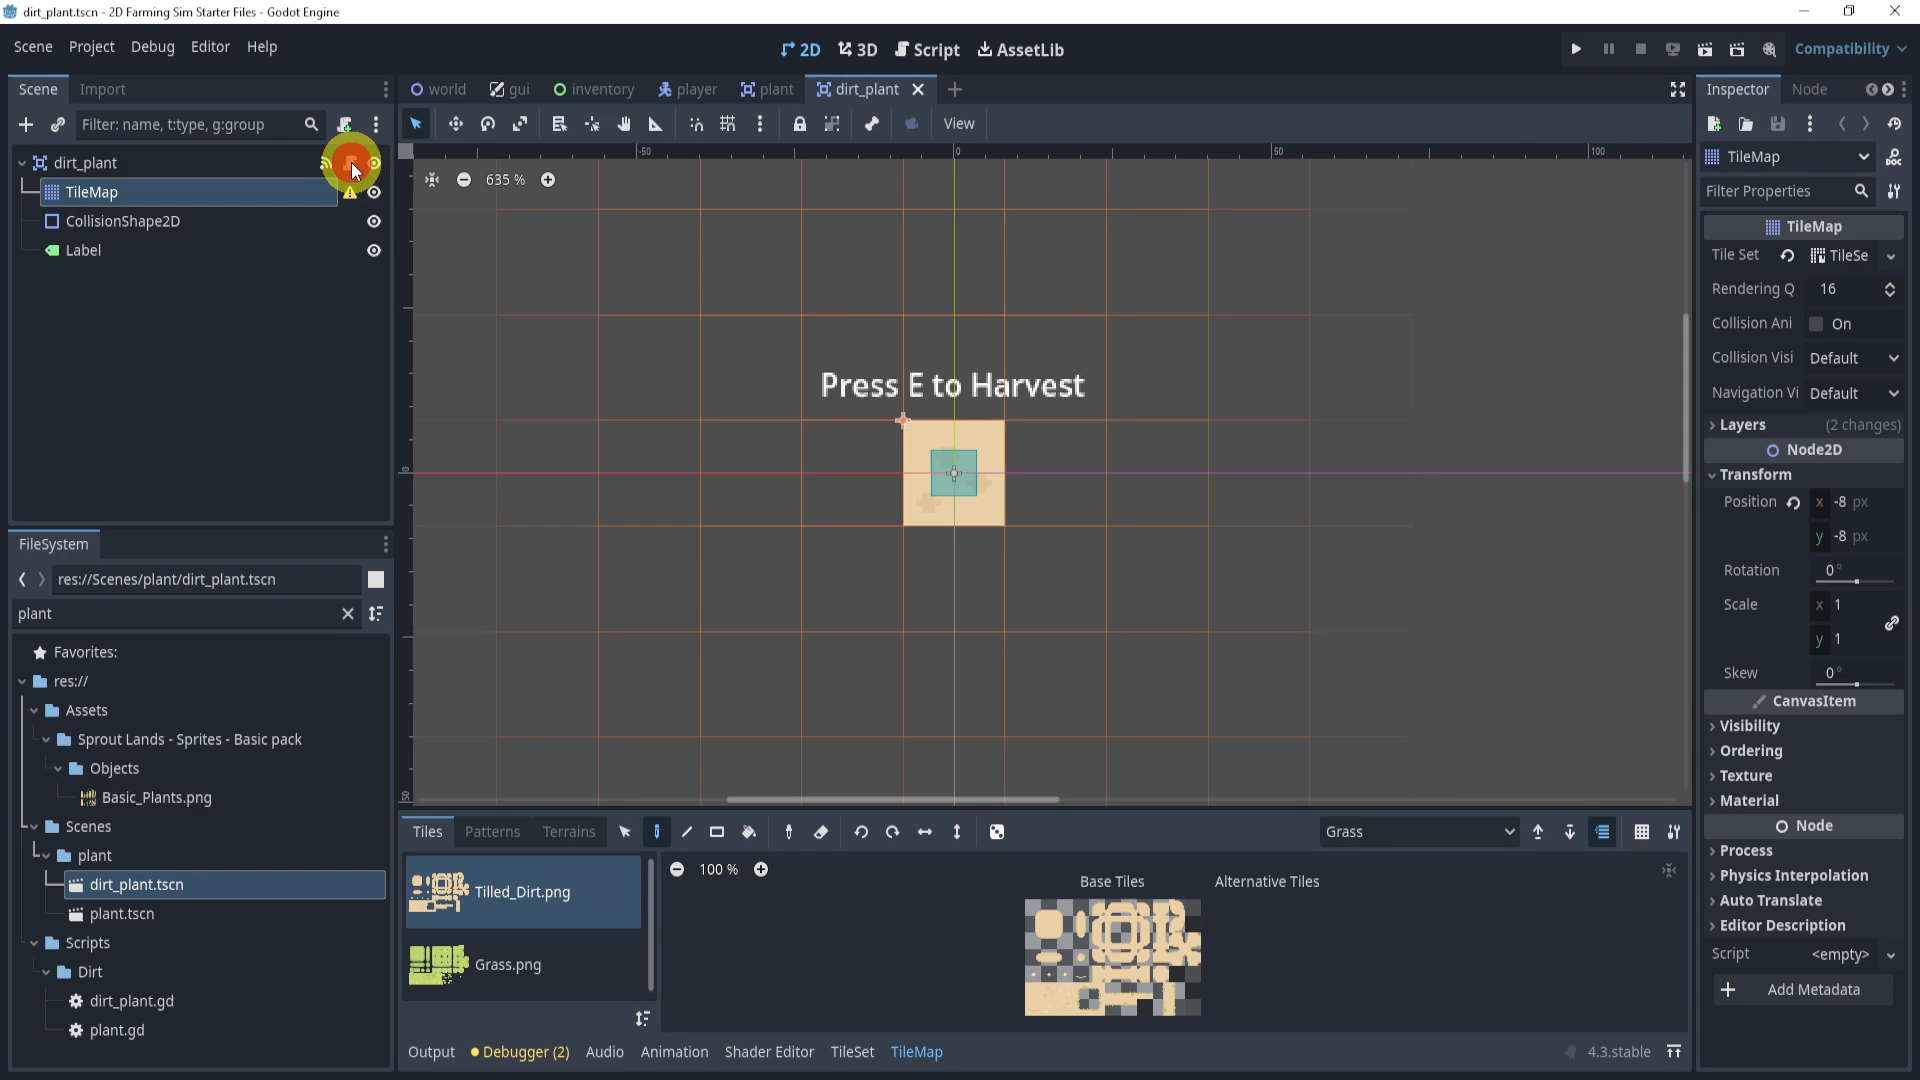 dirt_plant.tscn - 2D Farming Sim Starter Files - Godot Engine
Scene Project Debug Editor Help
2D 3D Script AssetLib
Compatibility
Scene Import
world gui inventory player plant dirt_plant
Inspector Node
Filter: name, t:type, g:group
View
dirt_plant
TileMap
CollisionShape2D
Label
-50 0 50 100
635 %
0
50
Press E to Harvest
TileMap
Filter Properties
TileMap
Tile Set TileSe
Rendering Q 16
Collision Ani On
Collision Visi Default
Navigation Vi Default
Layers (2 changes)
Node2D
Transform
Position x -8 px
y -8 px
Rotation 0°
Scale x 1
y 1
Skew 0°
CanvasItem
Visibility
Ordering
Texture
Material
Node
Process
Physics Interpolation
Auto Translate
Editor Description
Script <empty>
Add Metadata
FileSystem
res://Scenes/plant/dirt_plant.tscn
plant
Favorites:
res://
Assets
Sprout Lands - Sprites - Basic pack
Objects
Basic_Plants.png
Scenes
plant
dirt_plant.tscn
plant.tscn
Scripts
Dirt
dirt_plant.gd
plant.gd
Tiles Patterns Terrains
Grass
Tilled_Dirt.png
Grass.png
100 %
Base Tiles Alternative Tiles
Output Debugger (2) Audio Animation Shader Editor TileSet TileMap
4.3.stable